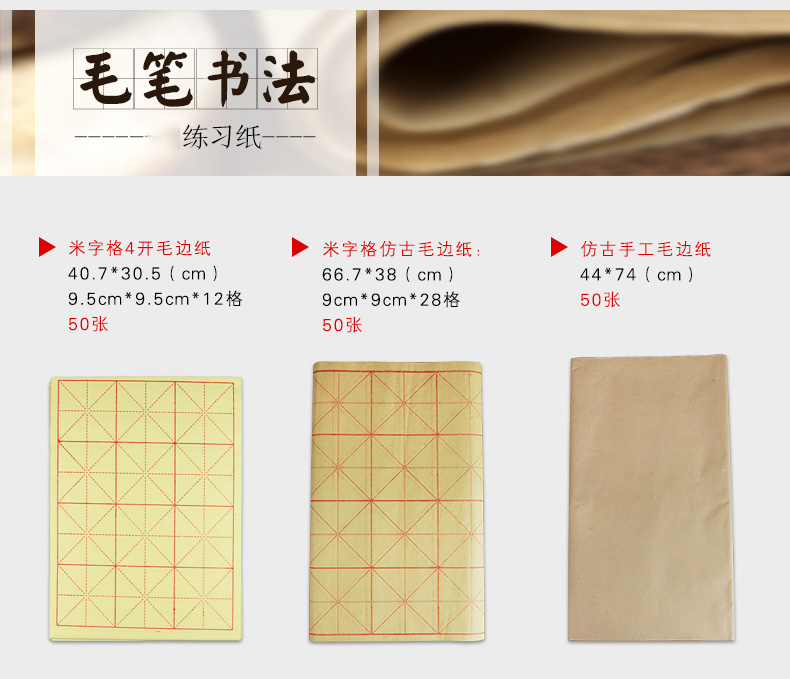 毛笔书法
练习纸
米字格4开毛边纸
40.7*30.5(cm)
9.5cm*9.5cm*12格
50张
米字格仿古毛边纸:
66.7*38(cm)
9cm*9cm*28格
50张
仿古手工毛边纸
44*74(cm)
50张